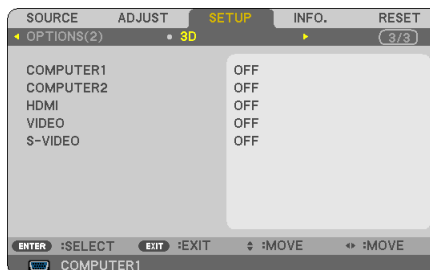 SOURCE ADJUST SETUP INFO. RESET
OPTIONS(2) 3D 3/3
COMPUTER1 OFF
COMPUTER2 OFF
HDMI OFF
VIDEO OFF
S-VIDEO OFF
ENTER :SELECT EXIT :EXIT :MOVE :MOVE
COMPUTER1